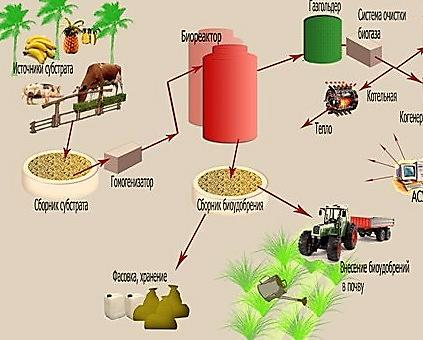 Газгольдер
Система очистки
биогаза
Биореактор
Источники субстрата
Котельная
Тепло
Гомогенизатор
Сборник субстрата
Сборник биоудобрения
Фасовка, хранение
Внесение биоудобрений
в почву